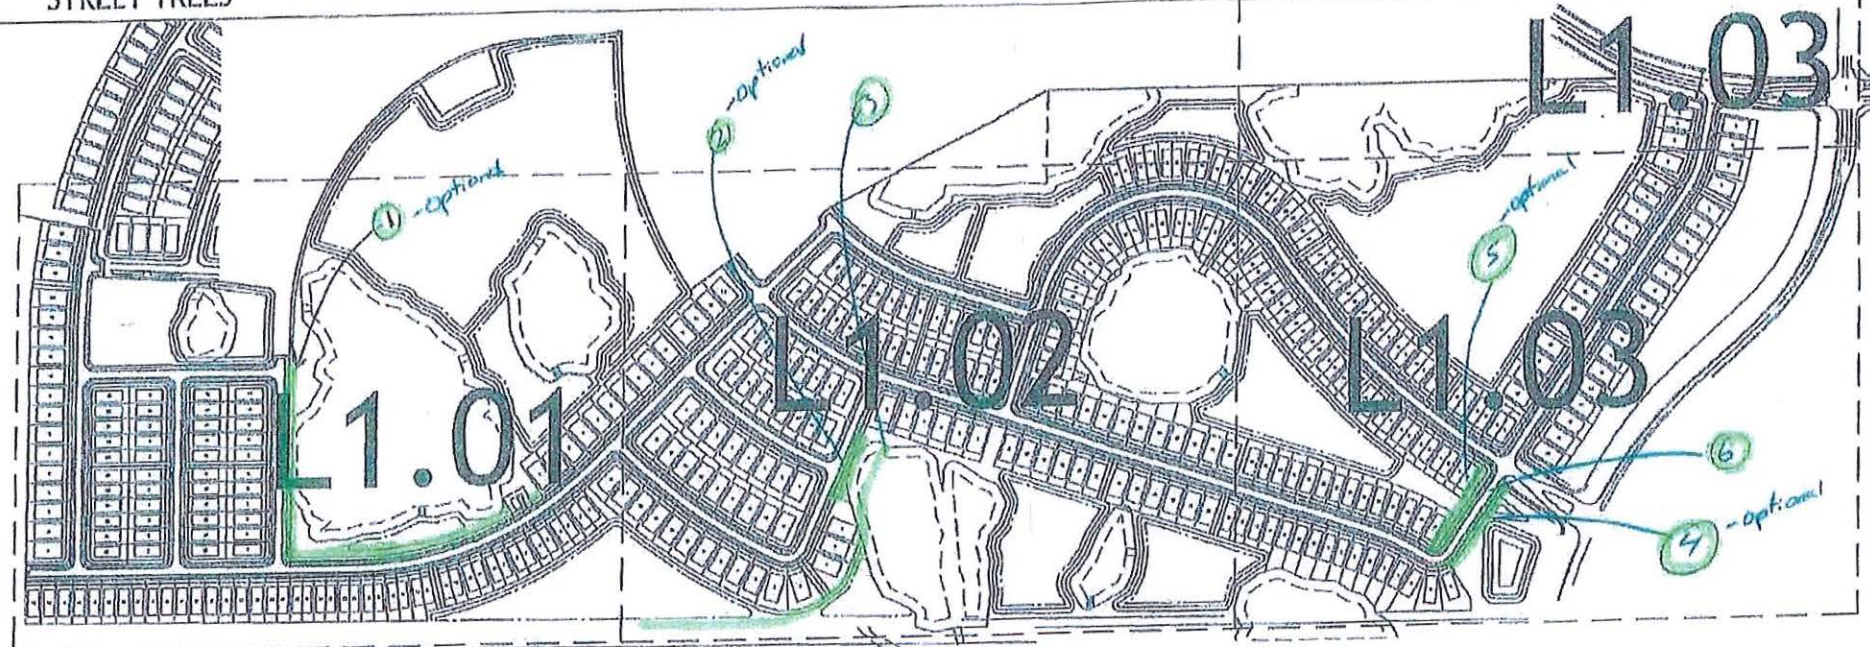 STREET TREES
L1.03
2 - optional
3
1 - optional
5 - optional
L1.01
L1.02
L1.03
6
4 - optional